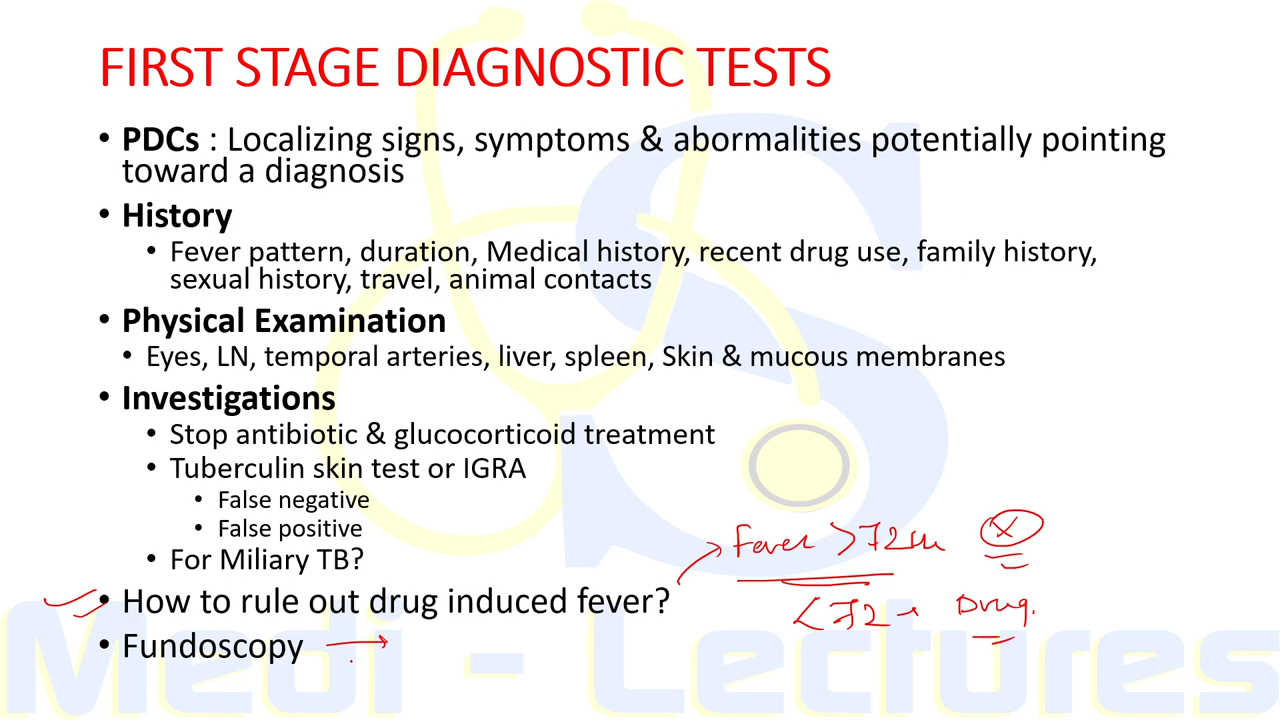 FIRST STAGE DIAGNOSTIC TESTS
• PDCs : Localizing signs, symptoms & abormalities potentially pointing
toward a diagnosis
• History
• Fever pattern, duration, Medical history, recent drug use, family history,
sexual history, travel, animal contacts
• Physical Examination
• Eyes, LN, temporal arteries, liver, spleen, Skin & mucous membranes
• Investigations
• Stop antibiotic & glucocorticoid treatment
• Tuberculin skin test or IGRA
• False negative
• False positive
• For Miliary TB?
Fever >72 X
• How to rule out drug induced fever?
<72 Drug.
• Fundoscopy
Medi - Lectures